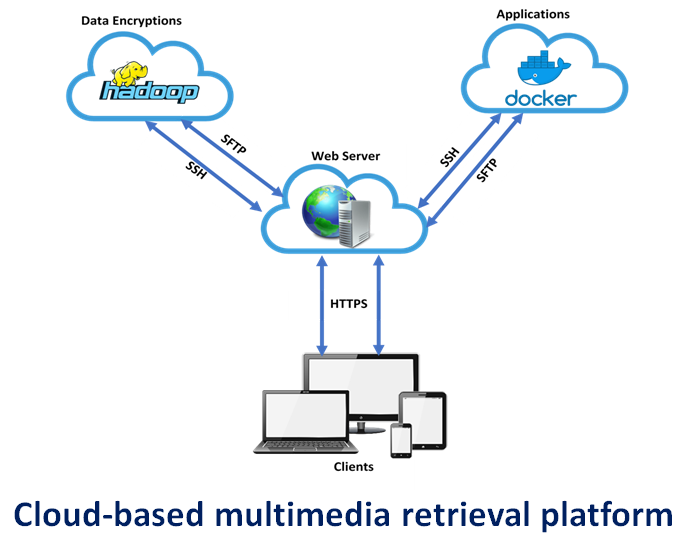 Data Encryptions
Applications
hadoop
docker
SFTP
SSH
Web Server
SSH
SFTP
HTTPS
Clients
Cloud-based multimedia retrieval platform